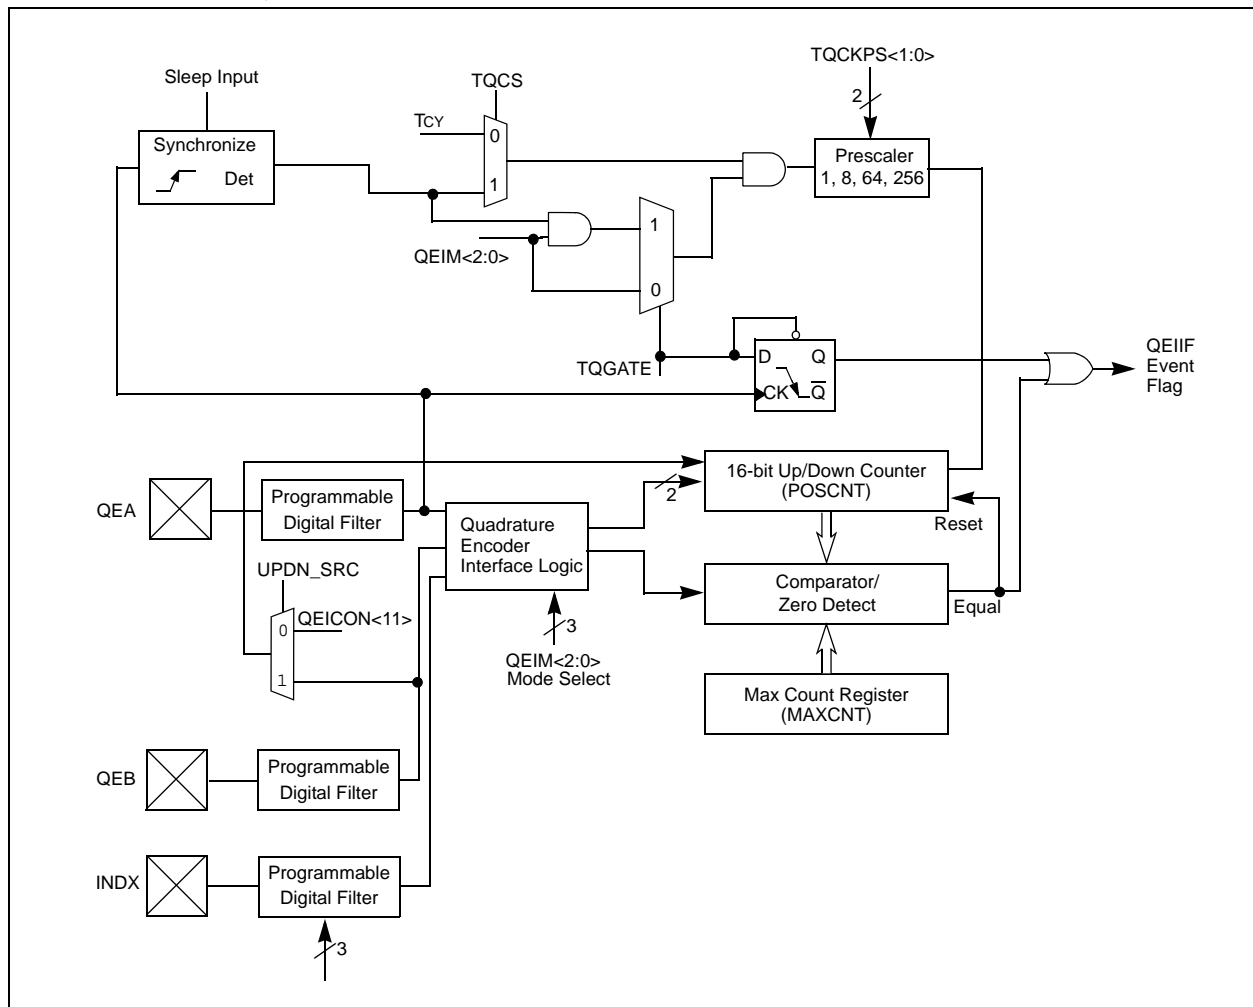 TQCKPS<1:0>
Sleep Input
TQCS
2
TCY
0
Synchronize
Det
1
Prescaler
1, 8, 64, 256
1
QEIM<2:0>
0
D
Q
CK
Q
TQGATE
QEIIF
Event
Flag
16-bit Up/Down Counter
(POSCNT)
2
Programmable
Digital Filter
QEA
Quadrature
Encoder
Interface Logic
Reset
UPDN_SRC
Comparator/
Zero Detect
Equal
0
QEICON<11>
3
1
QEIM<2:0>
Mode Select
Max Count Register
(MAXCNT)
QEB
Programmable
Digital Filter
INDX
Programmable
Digital Filter
3